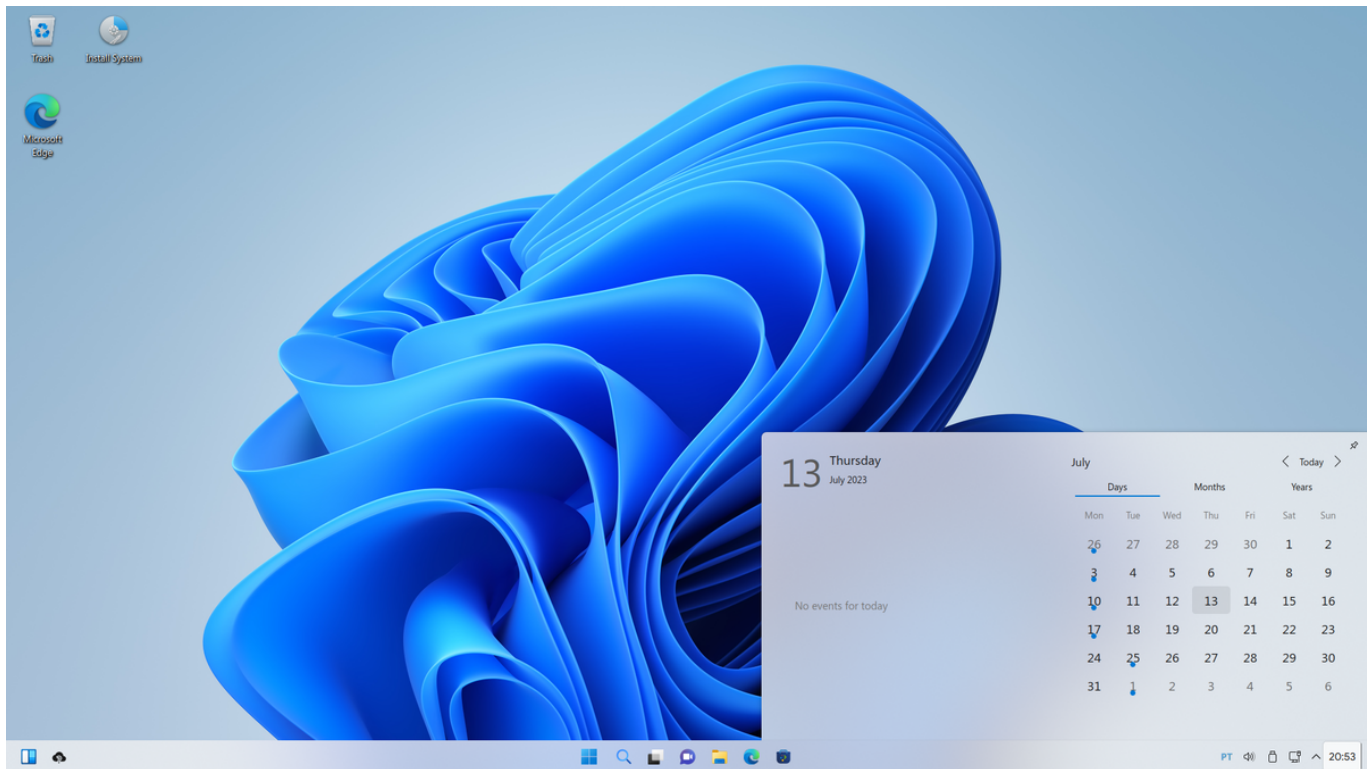 Trash
Install System
Microsoft
Edge
13
Thursday
July 2023
No events for today
July
Today
Days Months Years
Mon Tue Wed Thu Fri Sat Sun
26 27 28 29 30 1 2
3 4 5 6 7 8 9
10 11 12 13 14 15 16
17 18 19 20 21 22 23
24 25 26 27 28 29 30
31 1 2 3 4 5 6
PT 20:53